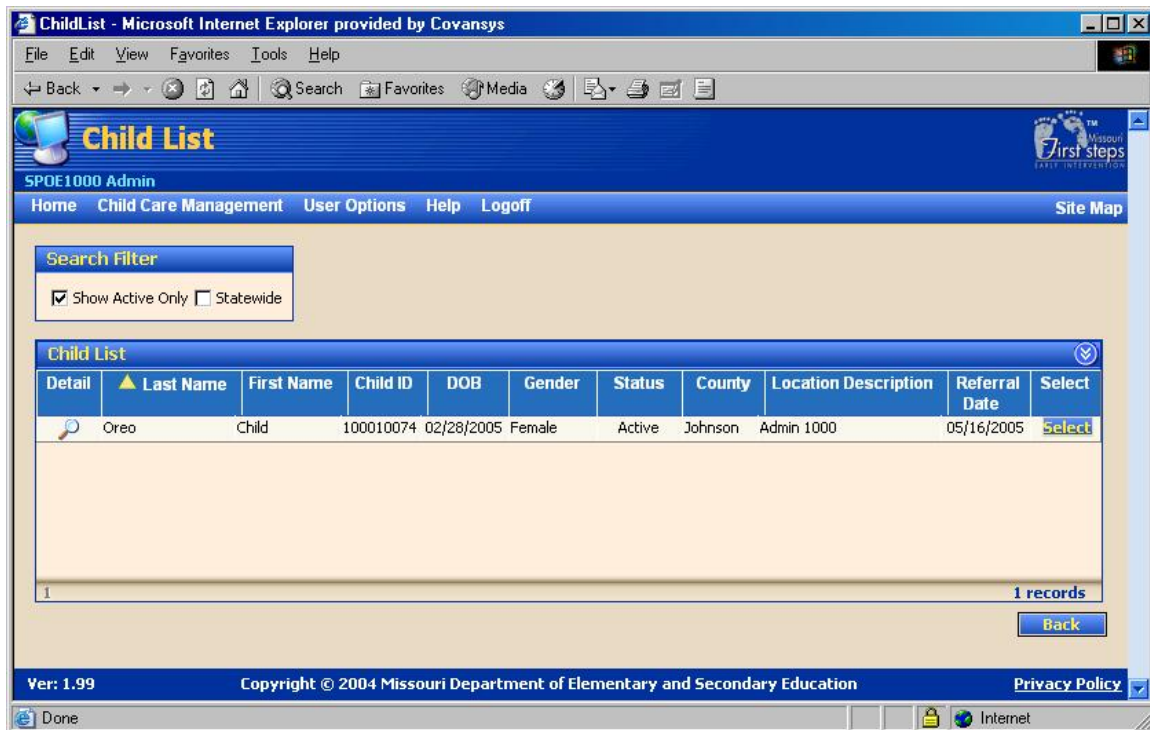 ChildList - Microsoft Internet Explorer provided by Covansys
File Edit View Favorites Tools Help
Back Search Favorites Media
Child List
TM
Missouri
First steps
EARLY INTERVENTION
SPOE1000 Admin
Home Child Care Management User Options Help Logoff Site Map
Search Filter
Show Active Only Statewide
Child List
Detail Last Name First Name Child ID DOB Gender Status County Location Description Referral Date Select
Oreo Child 100010074 02/28/2005 Female Active Johnson Admin 1000 05/16/2005 Select
1 1 records
Back
Ver: 1.99 Copyright © 2004 Missouri Department of Elementary and Secondary Education Privacy Policy
Done Internet